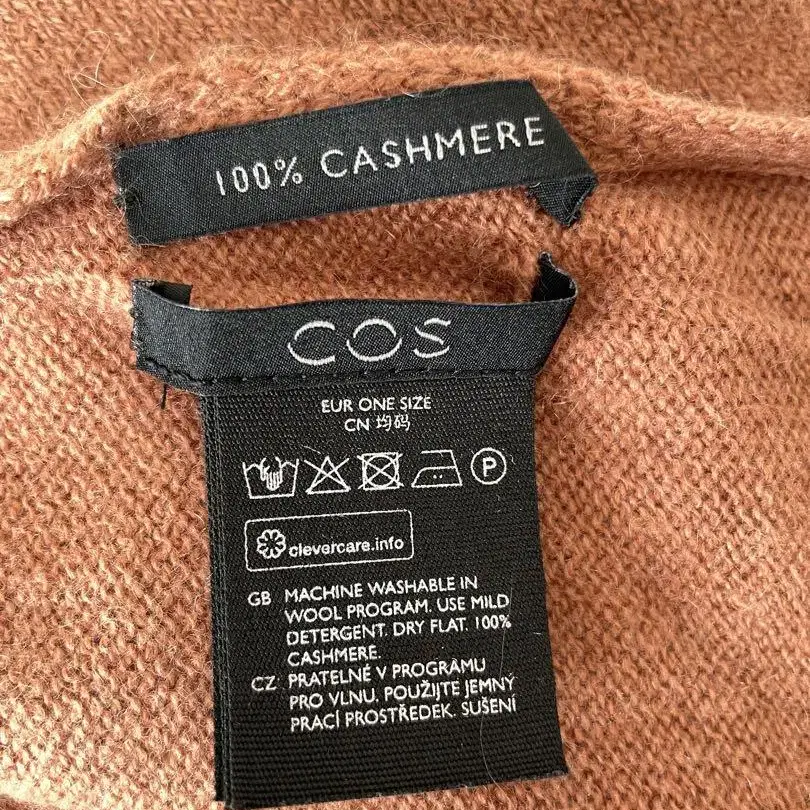 100% CASHMERE
COS
EUR ONE SIZE
CN 均码
P
clevercare.info
GB MACHINE WASHABLE IN
WOOL PROGRAM. USE MILD
DETERGENT. DRY FLAT. 100%
CASHMERE.
CZ PRATELNÉ V PROGRAMU
PRO VLNU. POUŽIJTE JEMNÝ
PRACÍ PROSTŘEDEK. SUŠENÍ